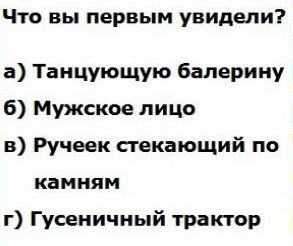 Что вы первым увидели?
а) Танцующую балерину
б) Мужское лицо
в) Ручеек стекающий по
камням
г) Гусеничный трактор